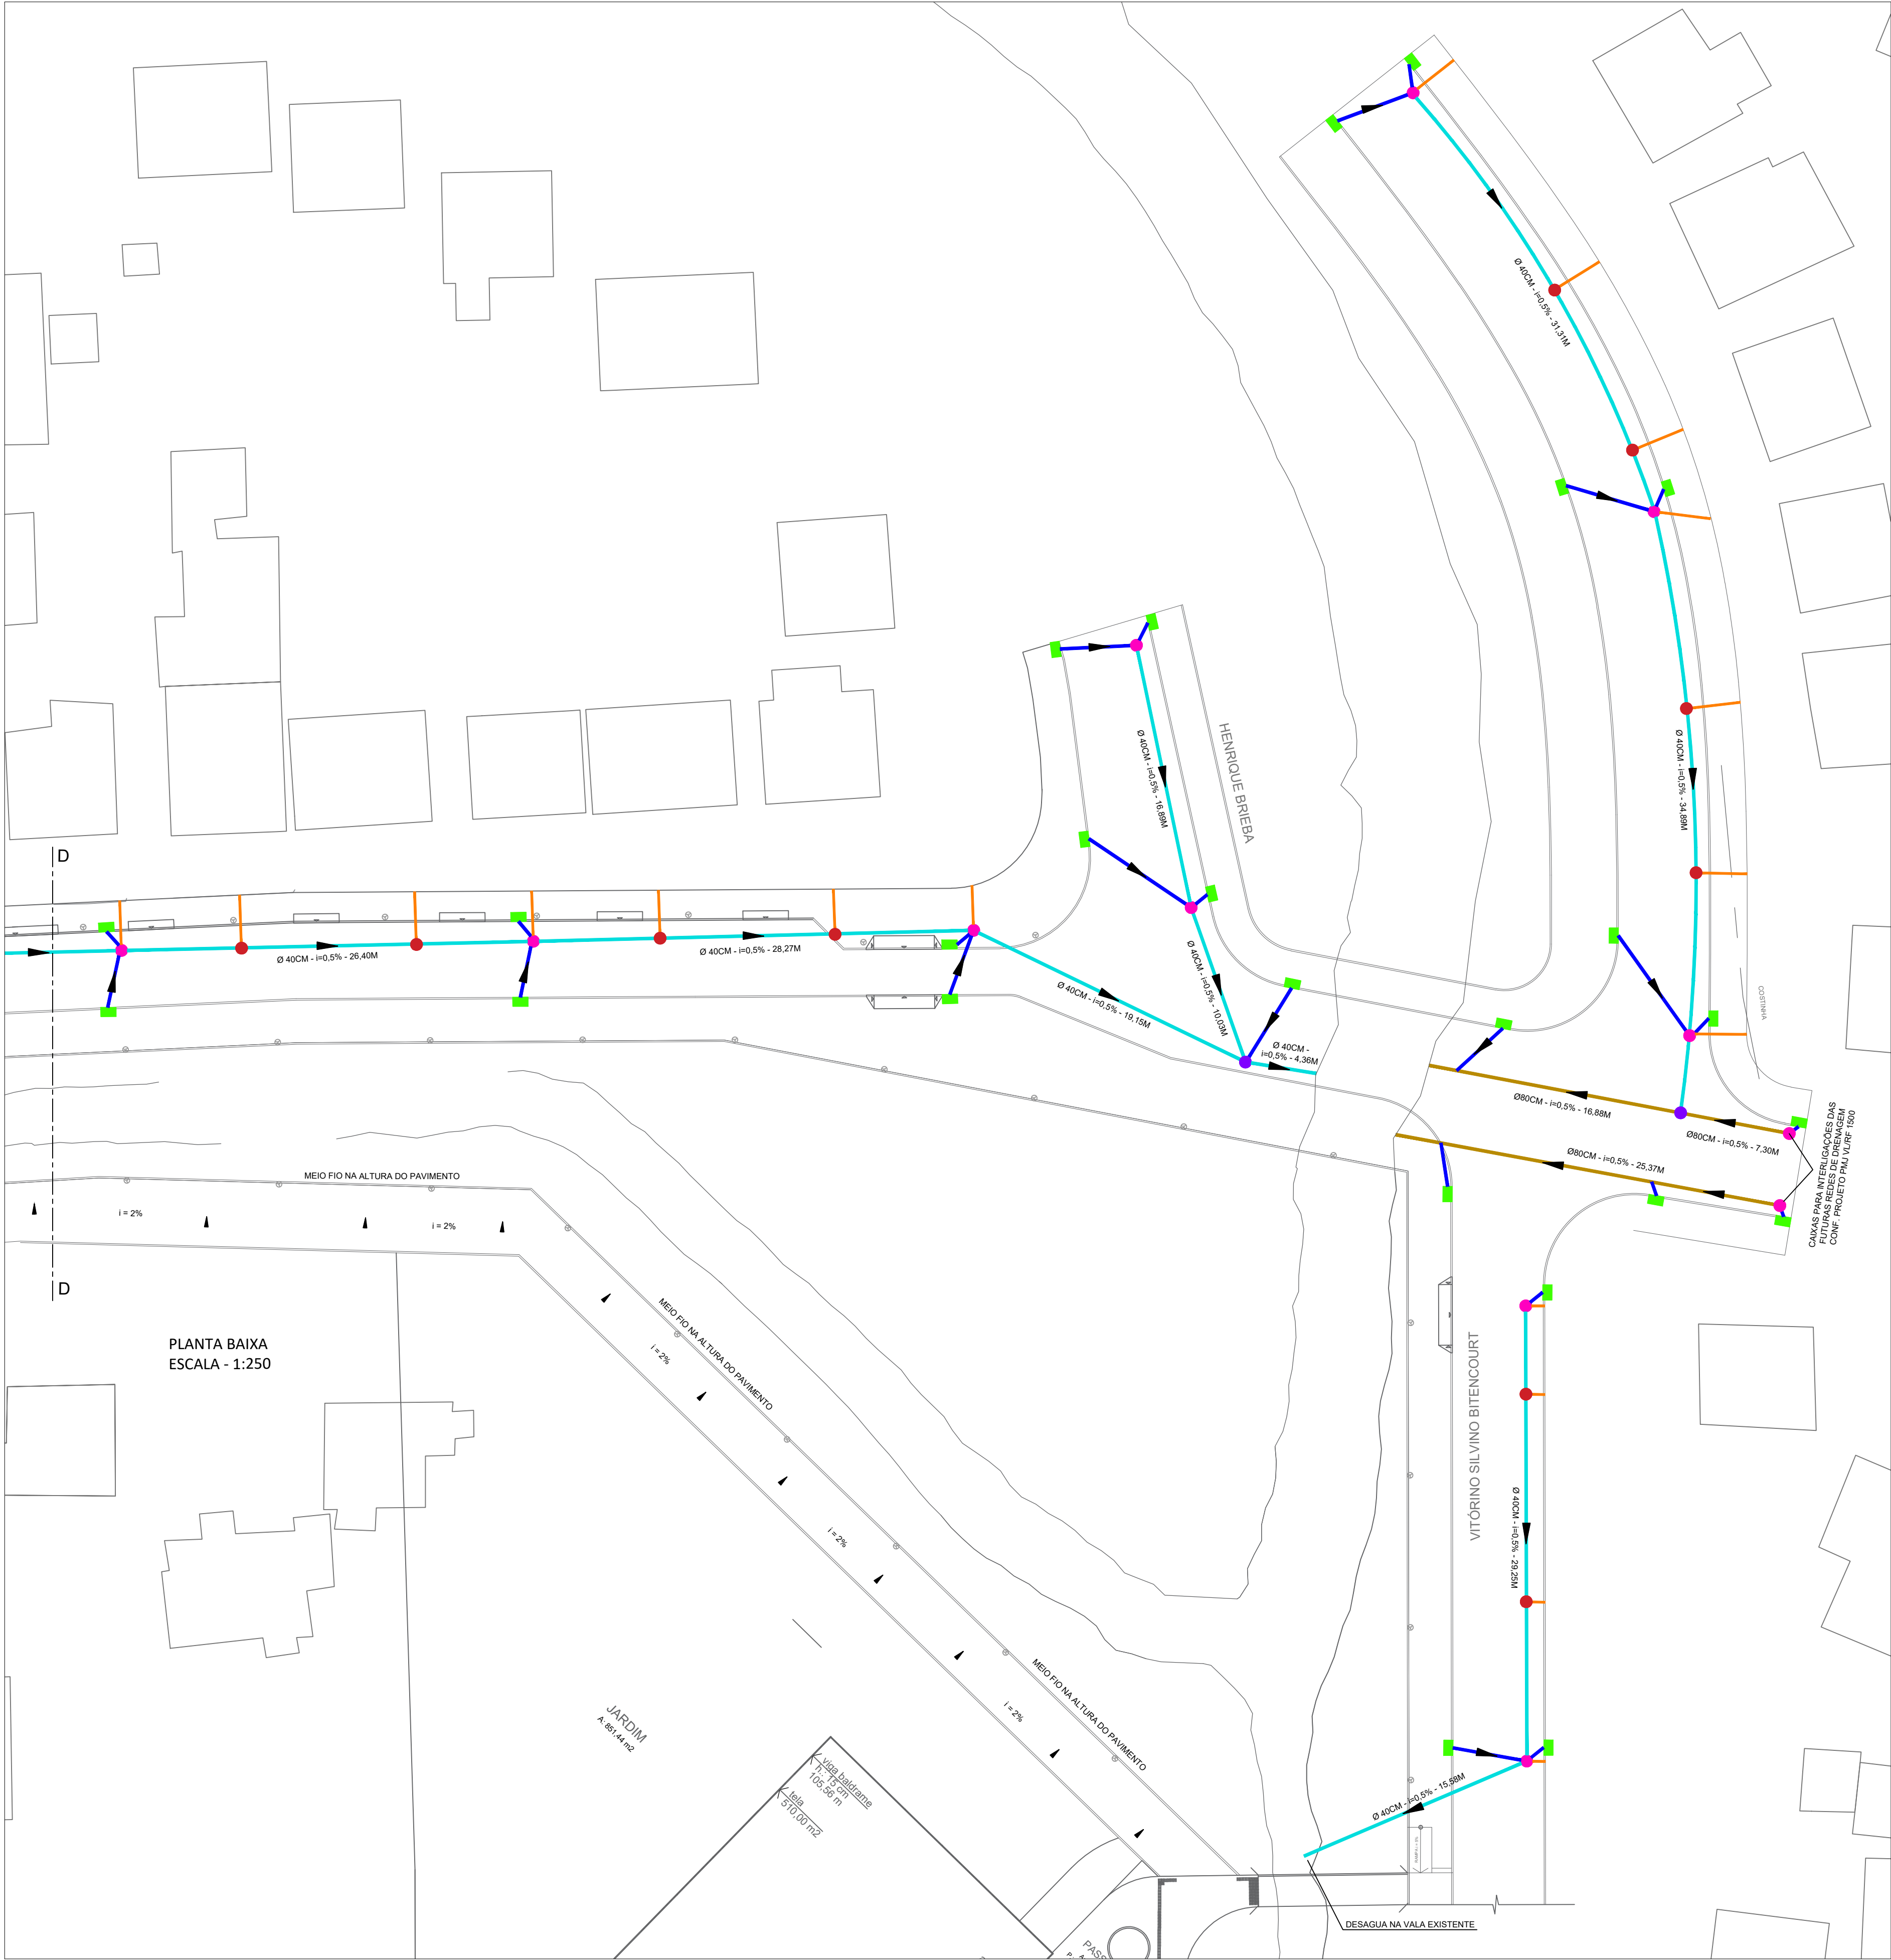 Ø 40CM - i=0,5% - 31,31M
HENRIQUE BRIEBA
Ø 40CM - i=0,5% - 16,89M
Ø 40CM - i=0,5% - 34,89M
D
Ø 40CM - i=0,5% - 26,40M
Ø 40CM - i=0,5% - 28,27M
Ø 40CM - i=0,5% - 19,15M
Ø 40CM - i=0,5% - 10,03M
Ø 40CM -
i=0,5% - 4,36M
COSTINHA
Ø80CM - i=0,5% - 16,88M
Ø80CM - i=0,5% - 7,30M
Ø80CM - i=0,5% - 25,37M
CAIXAS PARA INTERLIGAÇÕES DAS
FUTURAS REDES DE DRENAGEM
CONF. PROJETO PMJ VL/RF 1500
MEIO FIO NA ALTURA DO PAVIMENTO
i = 2%
i = 2%
D
PLANTA BAIXA
ESCALA - 1:250
MEIO FIO NA ALTURA DO PAVIMENTO
i = 2%
VITÓRINO SILVINO BITENCOURT
Ø 40CM - i=0,5% - 29,25M
i = 2%
MEIO FIO NA ALTURA DO PAVIMENTO
i = 2%
JARDIM
A: 851,44 m2
viga baldrame
h.: 15 cm
105,56 m
tela
510,00 m2
Ø 40CM - i=0,5% - 15,58M
DESAGUA NA VALA EXISTENTE